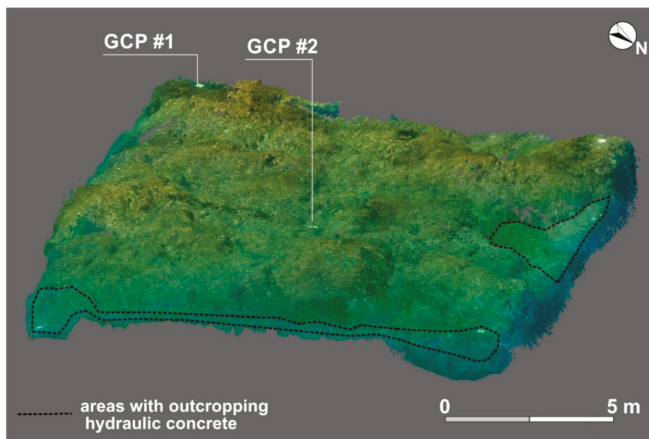 GCP #1
GCP #2
N
areas with outcropping
hydraulic concrete
0
5 m